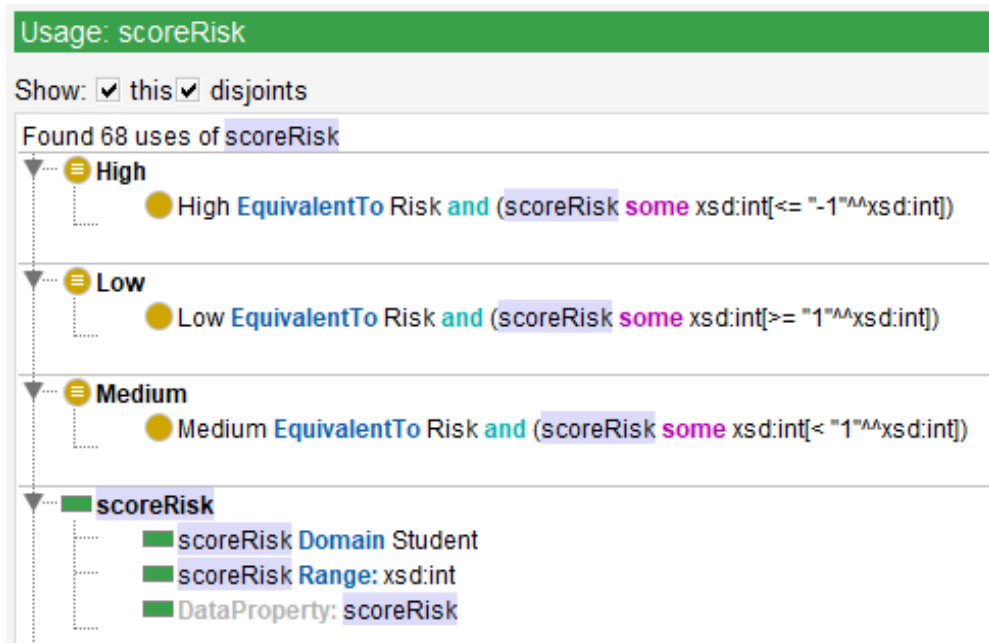 Usage: scoreRisk
Show: this disjoints
Found 68 uses of scoreRisk
High
High EquivalentTo Risk and (scoreRisk some xsd:int[<= "-1"^^xsd:int])
Low
Low EquivalentTo Risk and (scoreRisk some xsd:int[>= "1"^^xsd:int])
Medium
Medium EquivalentTo Risk and (scoreRisk some xsd:int[< "1"^^xsd:int])
scoreRisk
scoreRisk Domain Student
scoreRisk Range: xsd:int
DataProperty: scoreRisk